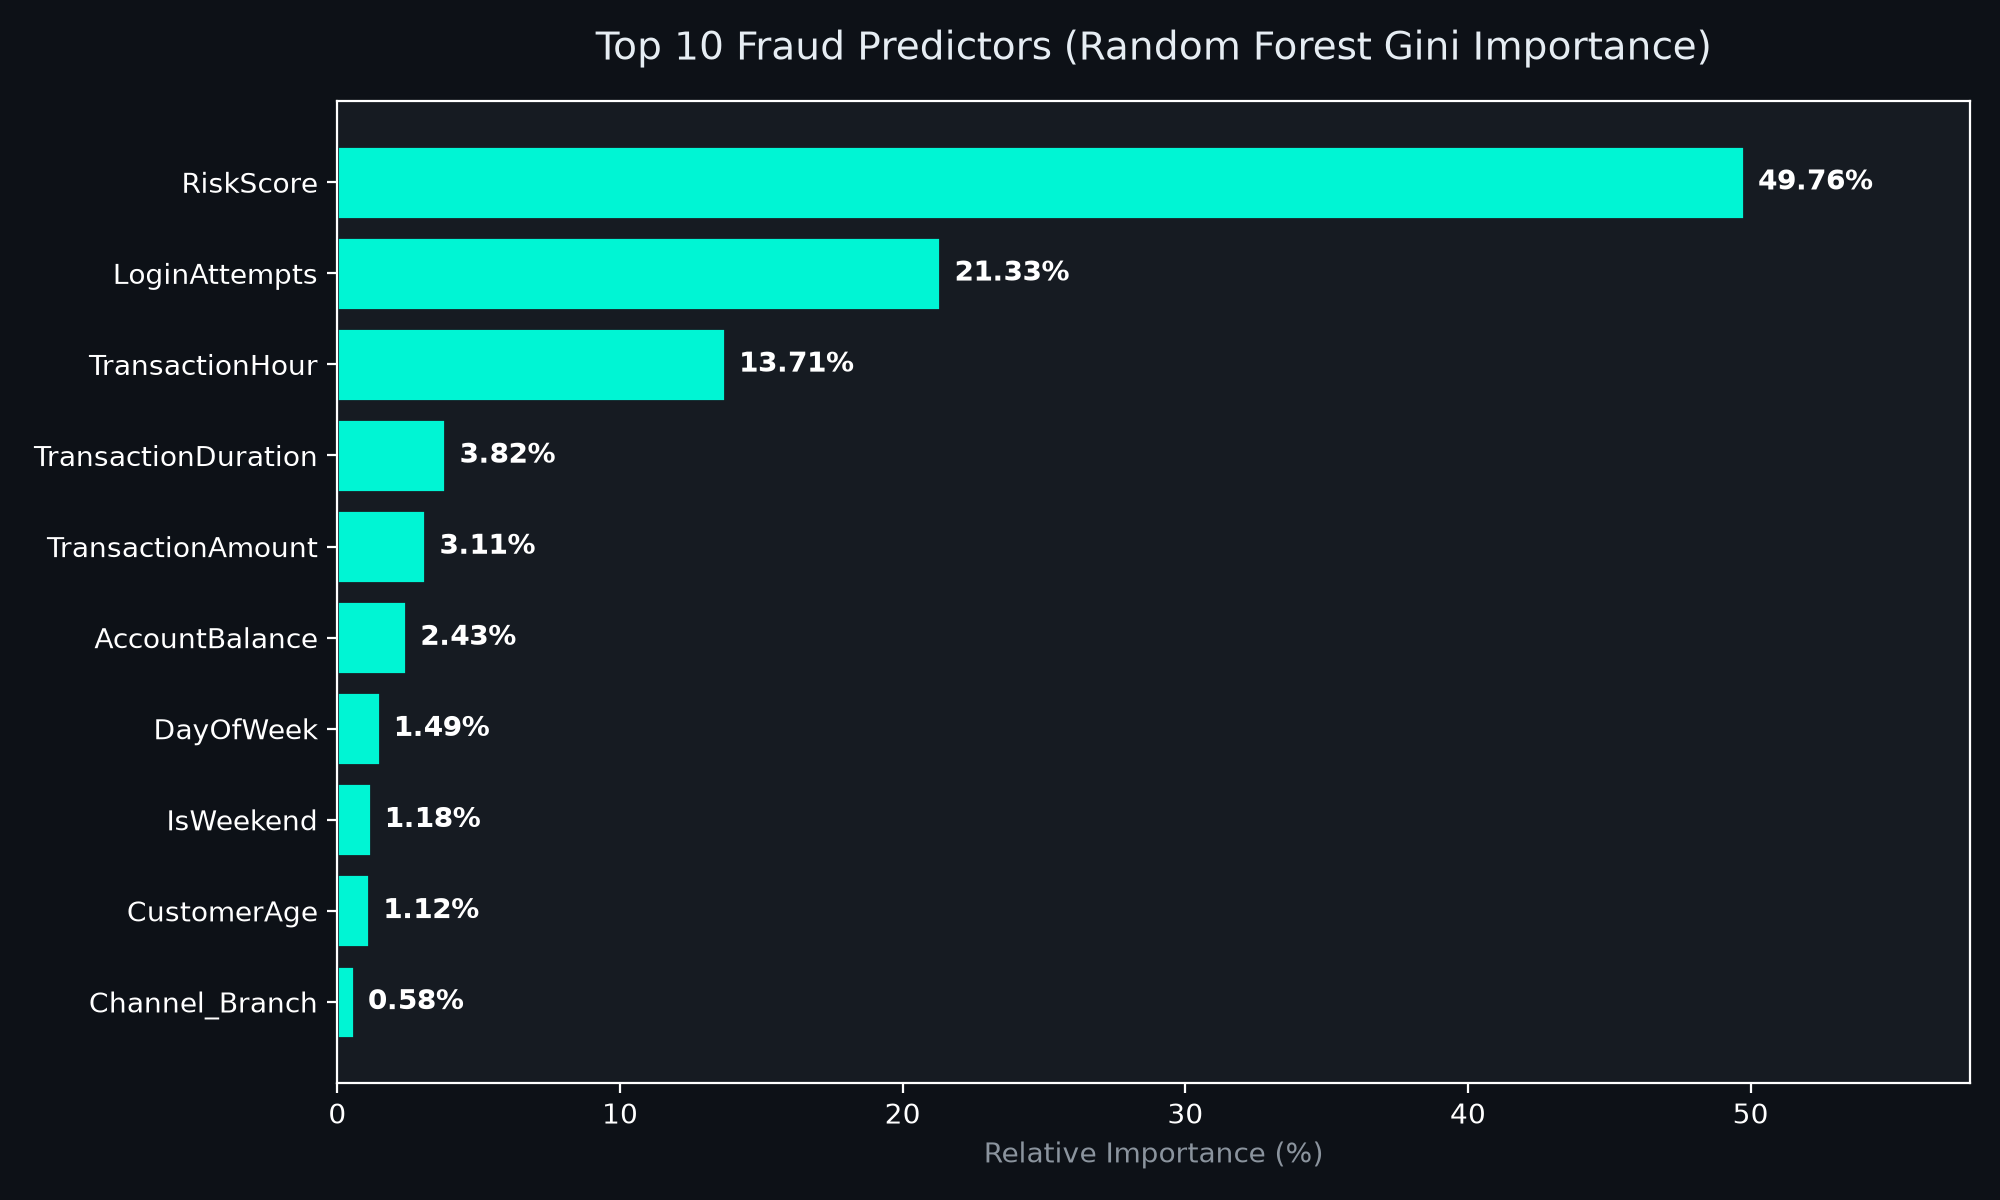 Top 10 Fraud Predictors (Random Forest Gini Importance)
RiskScore 49.76%
LoginAttempts 21.33%
TransactionHour 13.71%
TransactionDuration 3.82%
TransactionAmount 3.11%
AccountBalance 2.43%
DayOfWeek 1.49%
IsWeekend 1.18%
CustomerAge 1.12%
Channel_Branch 0.58%
0 10 20 30 40 50
Relative Importance (%)